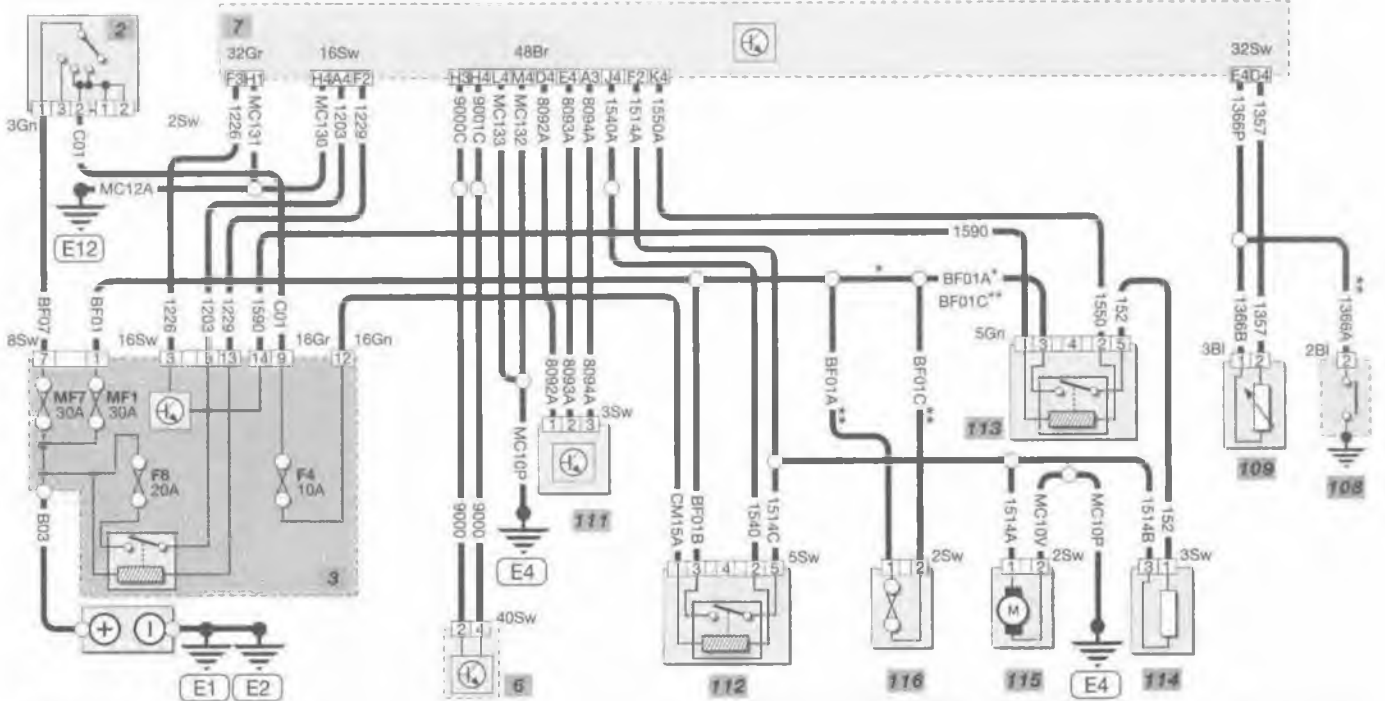 2
7
32Gr
16Sw
48Br
32Sw
F3 H1
H4 A4 F2
H3 H4 L4 M4 D4 E4 A3 J4 F2 K4
E4 D4
1 3 2 1 2
3Gn
2Sw
C01
1226
MC131
MC130
1203
1229
9000C
9001C
MC133
MC132
8092A
8093A
8094A
1540A
1514A
1550A
1366P
1357
MC12A
E12
1590
BF01A*
BF01C**
*
**
BF07
BF01
1226
1203
1229
1590
C01
8Sw
16Sw
16Gr
16Gn
7 1
3 9 13 14 9 12
MF7
30A
MF1
30A
F6
20A
F4
10A
B03
3
+
E1
E2
8092A
8093A
8094A
3Sw
1 2 3
111
MC10P
E4
9000
9000
40Sw
2 4
6
CM15A
BF01B
1540
1514C
5Sw
1 3 4 2 5
112
BF01A**
BF01C**
2Sw
1 2
116
5Gn
1550
152
1 3 4 2 5
113
1514A
MC10V
MC10P
2Sw
1 2
M
115
E4
1514B
152
3Sw
3 1
114
1366B
1357
3Bl
1 2
109
1366A
2Bl
2
108